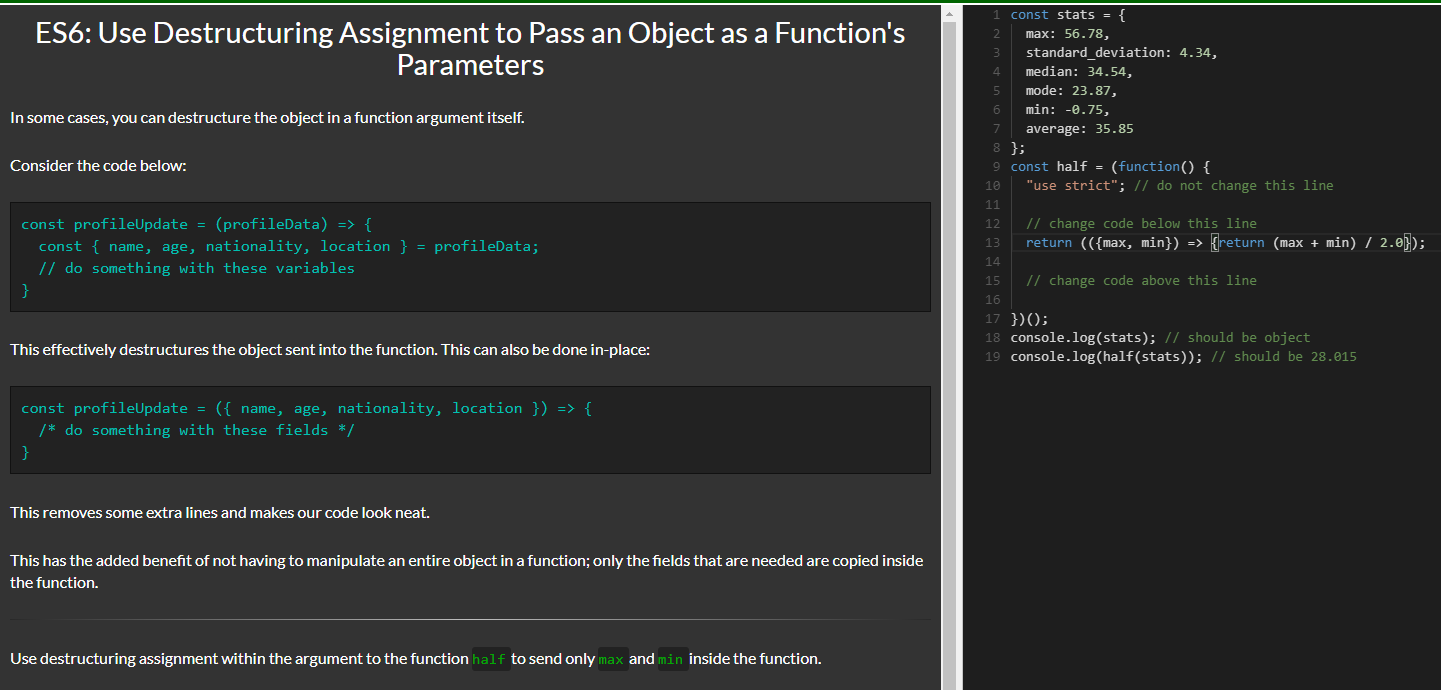 ES6: Use Destructuring Assignment to Pass an Object as a Function's
Parameters
In some cases, you can destructure the object in a function argument itself.
Consider the code below:
const profileUpdate = (profileData) => {
  const { name, age, nationality, location } = profileData;
  // do something with these variables
}
This effectively destructures the object sent into the function. This can also be done in-place:
const profileUpdate = ({ name, age, nationality, location }) => {
  /* do something with these fields */
}
This removes some extra lines and makes our code look neat.
This has the added benefit of not having to manipulate an entire object in a function; only the fields that are needed are copied inside
the function.
Use destructuring assignment within the argument to the function half to send only max and min inside the function.
1 const stats = {
2   max: 56.78,
3   standard_deviation: 4.34,
4   median: 34.54,
5   mode: 23.87,
6   min: -0.75,
7   average: 35.85
8 };
9 const half = (function() {
10   "use strict"; // do not change this line
11
12   // change code below this line
13   return (({max, min}) => {return (max + min) / 2.0});
14
15   // change code above this line
16
17 })();
18 console.log(stats); // should be object
19 console.log(half(stats)); // should be 28.015